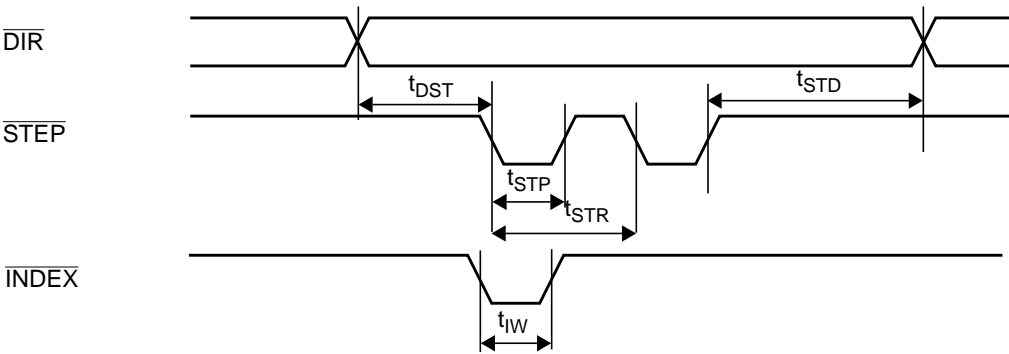 DIR
tDST
tSTD
STEP
tSTP
tSTR
INDEX
tIW